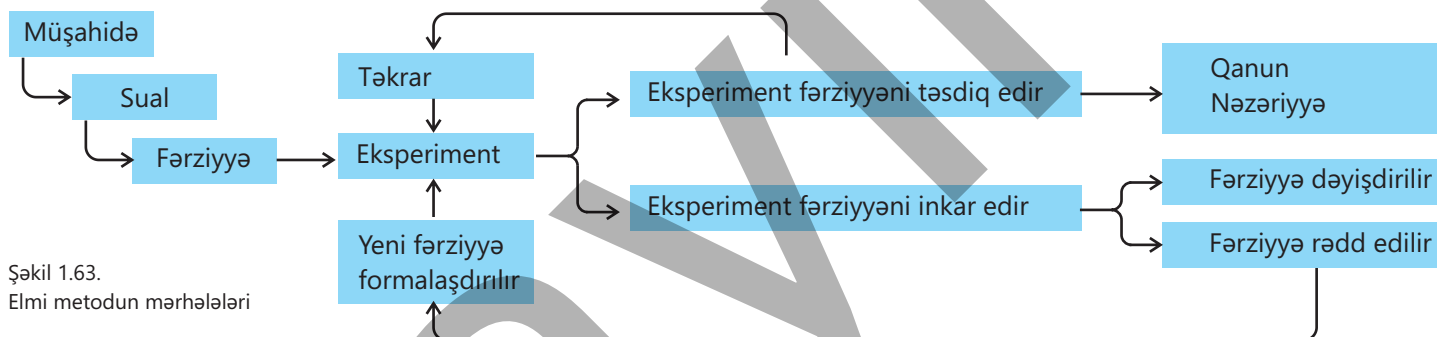 Müşahidə
Sual
Fərziyyə
Təkrar
Eksperiment
Yeni fərziyyə
formalaşdırılır
Eksperiment fərziyyəni təsdiq edir
Eksperiment fərziyyəni inkar edir
Qanun
Nəzəriyyə
Fərziyyə dəyişdirilir
Fərziyyə rədd edilir
Şəkil 1.63.
Elmi metodun mərhələləri